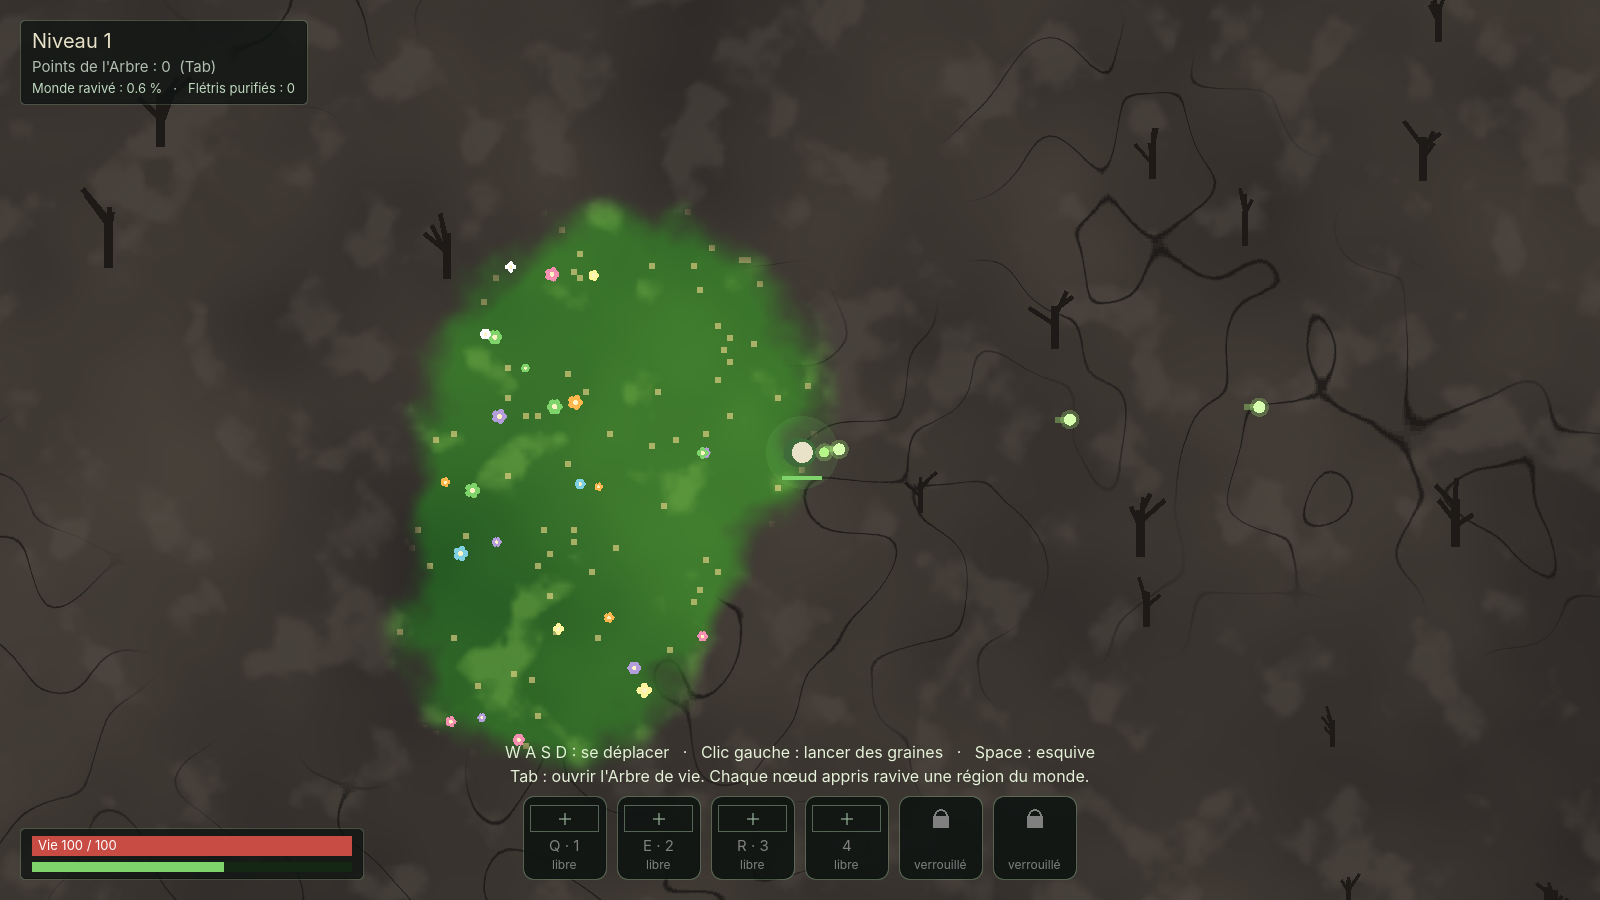 Niveau 1
Points de l'Arbre : 0 (Tab)
Monde ravivé : 0.6 % · Flétris purifiés : 0
W A S D : se déplacer · Clic gauche : lancer des graines · Space : esquive
Tab : ouvrir l'Arbre de vie. Chaque nœud appris ravive une région du monde.
Q · 1 E · 2 R · 3 4
libre libre libre libre verrouillé verrouillé
Vie 100 / 100